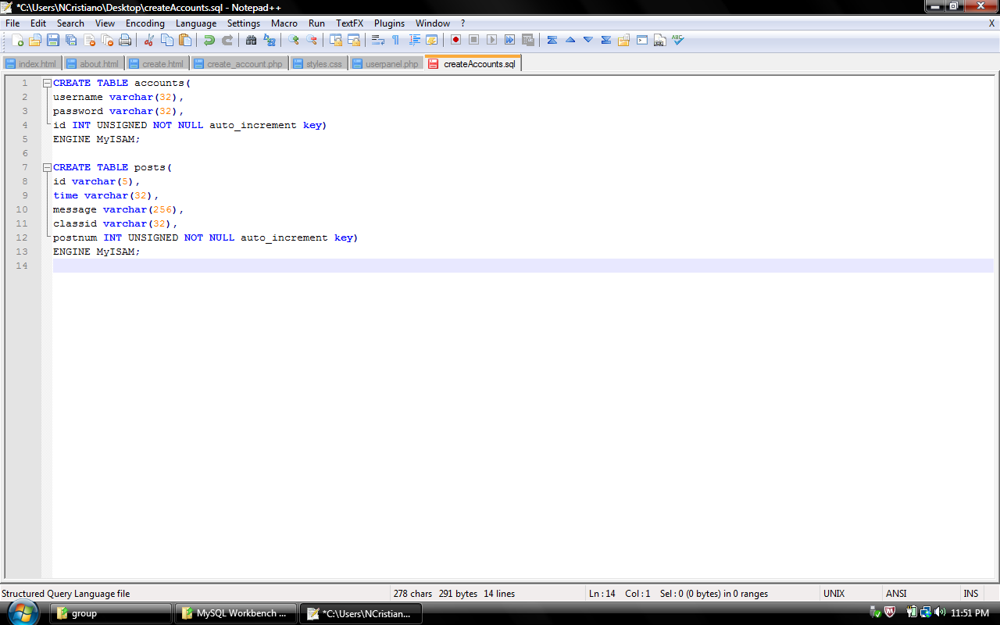 *C:\Users\NCristiano\Desktop\createAccounts.sql - Notepad++
File Edit Search View Encoding Language Settings Macro Run TextFX Plugins Window ? X
index.html about.html create.html create_account.php styles.css userpanel.php createAccounts.sql
1 CREATE TABLE accounts(
2 username varchar(32),
3 password varchar(32),
4 id INT UNSIGNED NOT NULL auto_increment key)
5 ENGINE MyISAM;
6
7 CREATE TABLE posts(
8 id varchar(5),
9 time varchar(32),
10 message varchar(256),
11 classid varchar(32),
12 postnum INT UNSIGNED NOT NULL auto_increment key)
13 ENGINE MyISAM;
14
Structured Query Language file 278 chars 291 bytes 14 lines Ln : 14 Col : 1 Sel : 0 (0 bytes) in 0 ranges UNIX ANSI INS
group MySQL Workbench ... *C:\Users\NCristian... 11:51 PM